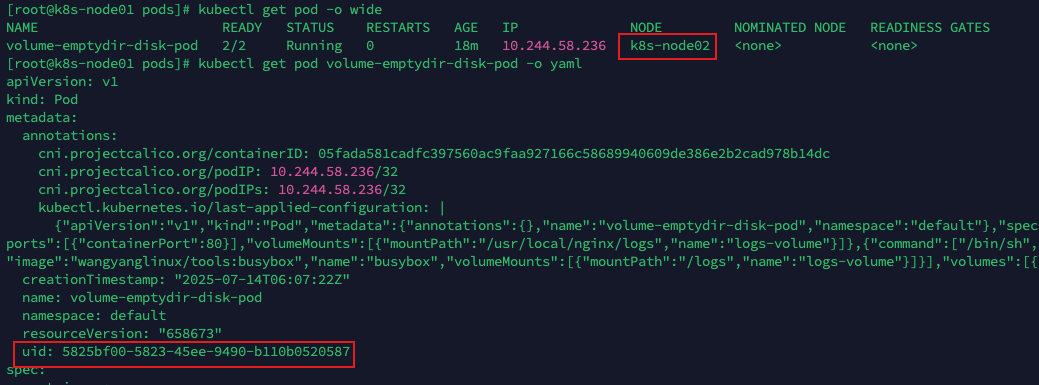 [root@k8s-node01 pods]# kubectl get pod -o wide
NAME READY STATUS RESTARTS AGE IP NODE NOMINATED NODE READINESS GATES
volume-emptydir-disk-pod 2/2 Running 0 18m 10.244.58.236 k8s-node02 <none> <none>
[root@k8s-node01 pods]# kubectl get pod volume-emptydir-disk-pod -o yaml
apiVersion: v1
kind: Pod
metadata:
  annotations:
    cni.projectcalico.org/containerID: 05fada581cadfc397560ac9faa927166c58689940609de386e2b2cad978b14dc
    cni.projectcalico.org/podIP: 10.244.58.236/32
    cni.projectcalico.org/podIPs: 10.244.58.236/32
    kubectl.kubernetes.io/last-applied-configuration: |
      {"apiVersion":"v1","kind":"Pod","metadata":{"annotations":{},"name":"volume-emptydir-disk-pod","namespace":"default"},"spec
ports":[{"containerPort":80}],"volumeMounts":[{"mountPath":"/usr/local/nginx/logs","name":"logs-volume"}]},{"command":["/bin/sh",
"image":"wangyanglinux/tools:busybox","name":"busybox","volumeMounts":[{"mountPath":"/logs","name":"logs-volume"}]}],"volumes":[{
  creationTimestamp: "2025-07-14T06:07:22Z"
  name: volume-emptydir-disk-pod
  namespace: default
  resourceVersion: "658673"
  uid: 5825bf00-5823-45ee-9490-b110b0520587
spec: